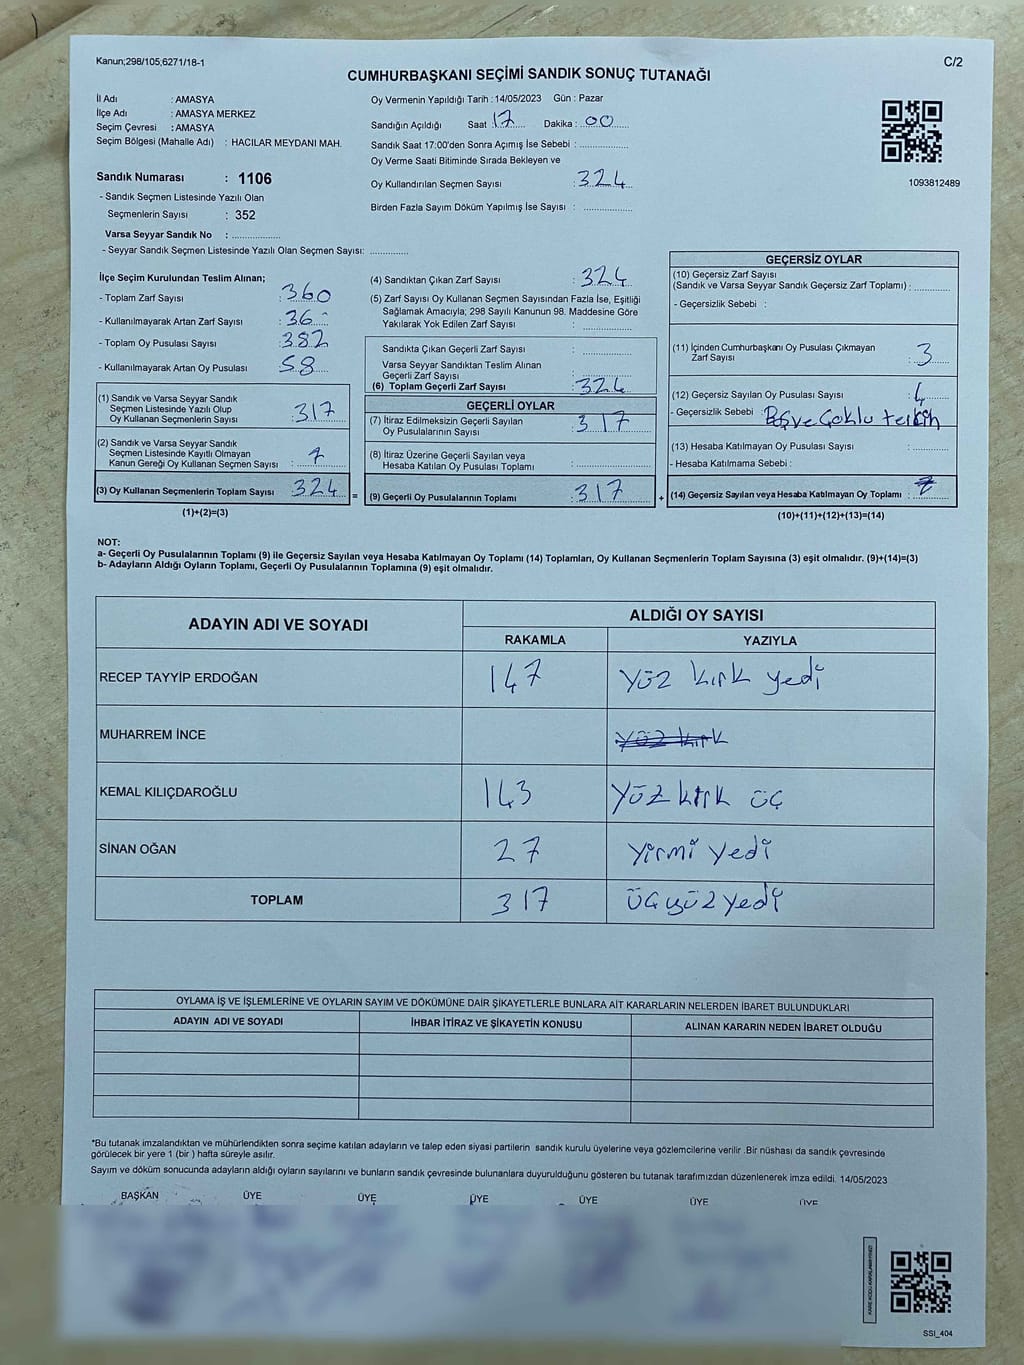 Kanun;298/105,6271/18-1
C/2
CUMHURBAŞKANI SEÇİMİ SANDIK SONUÇ TUTANAĞI
İl Adı : AMASYA
İlçe Adı : AMASYA MERKEZ
Seçim Çevresi : AMASYA
Seçim Bölgesi (Mahalle Adı) : HACILAR MEYDANI MAH.
Sandık Numarası : 1106
- Sandık Seçmen Listesinde Yazılı Olan
Seçmenlerin Sayısı : 352
Varsa Seyyar Sandık No : ................
- Seyyar Sandık Seçmen Listesinde Yazılı Olan Seçmen Sayısı: ............
Oy Vermenin Yapıldığı Tarih : 14/05/2023 Gün : Pazar
Sandığın Açıldığı Saat 17 Dakika : 00
Sandık Saat 17:00'den Sonra Açımış İse Sebebi : ................
Oy Verme Saati Bitiminde Sırada Bekleyen ve
Oy Kullandırılan Seçmen Sayısı : 324
Birden Fazla Sayım Döküm Yapılmış İse Sayısı : ................
1093812489
İlçe Seçim Kurulundan Teslim Alınan;
- Toplam Zarf Sayısı : 360
- Kullanılmayarak Artan Zarf Sayısı : 36
- Toplam Oy Pusulası Sayısı : 382
- Kullanılmayarak Artan Oy Pusulası : 58
(1) Sandık ve Varsa Seyyar Sandık
Seçmen Listesinde Yazılı Olup
Oy Kullanan Seçmenlerin Sayısı : 317
(2) Sandık ve Varsa Seyyar Sandık
Seçmen Listesinde Kayıtlı Olmayan
Kanun Gereği Oy Kullanan Seçmen Sayısı : 7
(3) Oy Kullanan Seçmenlerin Toplam Sayısı : 324
(1)+(2)=(3)
=
(4) Sandıktan Çıkan Zarf Sayısı : 324
(5) Zarf Sayısı Oy Kullanan Seçmen Sayısından Fazla İse, Eşitliği
Sağlamak Amacıyla; 298 Sayılı Kanunun 98. Maddesine Göre
Yakılarak Yok Edilen Zarf Sayısı : ................
Sandıkta Çıkan Geçerli Zarf Sayısı : ................
Varsa Seyyar Sandıktan Teslim Alınan
Geçerli Zarf Sayısı : ................
(6) Toplam Geçerli Zarf Sayısı : 324
GEÇERLİ OYLAR
(7) İtiraz Edilmeksizin Geçerli Sayılan
Oy Pusulalarının Sayısı : 317
(8) İtiraz Üzerine Geçerli Sayılan veya
Hesaba Katılan Oy Pusulası Toplamı : ................
(9) Geçerli Oy Pusulalarının Toplamı : 317
+
GEÇERSİZ OYLAR
(10) Geçersiz Zarf Sayısı
(Sandık ve Varsa Seyyar Sandık Geçersiz Zarf Toplamı) : ............
- Geçersizlik Sebebi :
(11) İçinden Cumhurbaşkanı Oy Pusulası Çıkmayan
Zarf Sayısı : 3
(12) Geçersiz Sayılan Oy Pusulası Sayısı : 4
- Geçersizlik Sebebi : ve Çoklu tercih
(13) Hesaba Katılmayan Oy Pusulası Sayısı : ............
- Hesaba Katılmama Sebebi :
(14) Geçersiz Sayılan veya Hesaba Katılmayan Oy Toplamı : 7
(10)+(11)+(12)+(13)=(14)
NOT:
a- Geçerli Oy Pusulalarının Toplamı (9) ile Geçersiz Sayılan veya Hesaba Katılmayan Oy Toplamı (14) Toplamları, Oy Kullanan Seçmenlerin Toplam Sayısına (3) eşit olmalıdır. (9)+(14)=(3)
b- Adayların Aldığı Oyların Toplamı, Geçerli Oy Pusulalarının Toplamına (9) eşit olmalıdır.
ADAYIN ADI VE SOYADI
ALDIĞI OY SAYISI
RAKAMLA YAZIYLA
RECEP TAYYİP ERDOĞAN 147 yüz kırk yedi
MUHARREM İNCE yüz kırk
KEMAL KILIÇDAROĞLU 143 yüz kırk üç
SİNAN OĞAN 27 yirmi yedi
TOPLAM 317 üçyüz yedi
OYLAMA İŞ VE İŞLEMLERİNE VE OYLARIN SAYIM VE DÖKÜMÜNE DAİR ŞİKAYETLERLE BUNLARA AİT KARARLARIN NELERDEN İBARET BULUNDUKLARI
ADAYIN ADI VE SOYADI İHBAR İTİRAZ VE ŞİKAYETİN KONUSU ALINAN KARARIN NEDEN İBARET OLDUĞU
*Bu tutanak imzalandıktan ve mühürlendikten sonra seçime katılan adayların ve talep eden siyasi partilerin sandık kurulu üyelerine veya gözlemcilerine verilir .Bir nüshası da sandık çevresinde
görülecek bir yere 1 (bir ) hafta süreyle asılır.
Sayım ve döküm sonucunda adayların aldığı oyların sayılarını ve bunların sandık çevresinde bulunanlara duyurulduğunu gösteren bu tutanak tarafımızdan düzenlenerek imza edildi. 14/05/2023
BAŞKAN ÜYE ÜYE ÜYE ÜYE ÜYE ÜYE
SSI_404